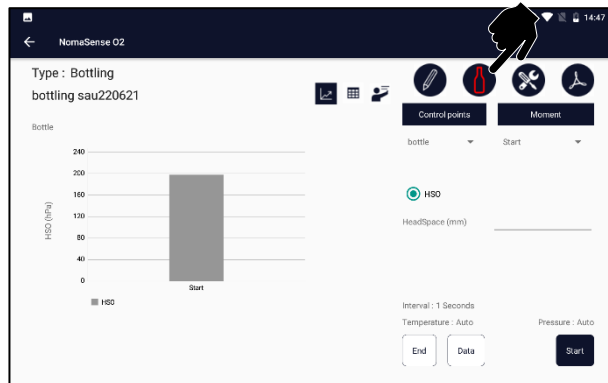 14:47
NomaSense O2
Type : Bottling
bottling sau220621
Control points
Moment
bottle
Start
Bottle
240
200
160
120
80
40
0
HSO (hPa)
Start
HSO
HSO
HeadSpace (mm)
Interval : 1 Seconds
Temperature : Auto
Pressure : Auto
End
Data
Start